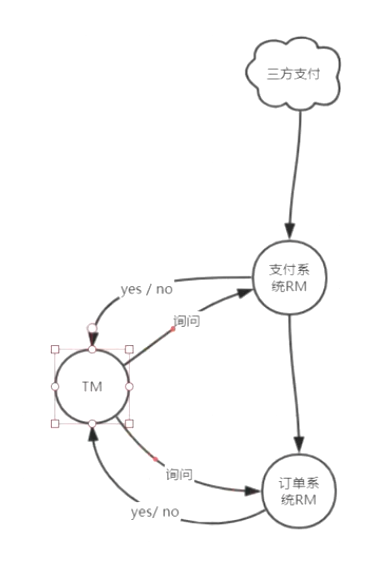 三方支付
支付系
统RM
yes / no
询问
TM
询问
订单系
统RM
yes/ no